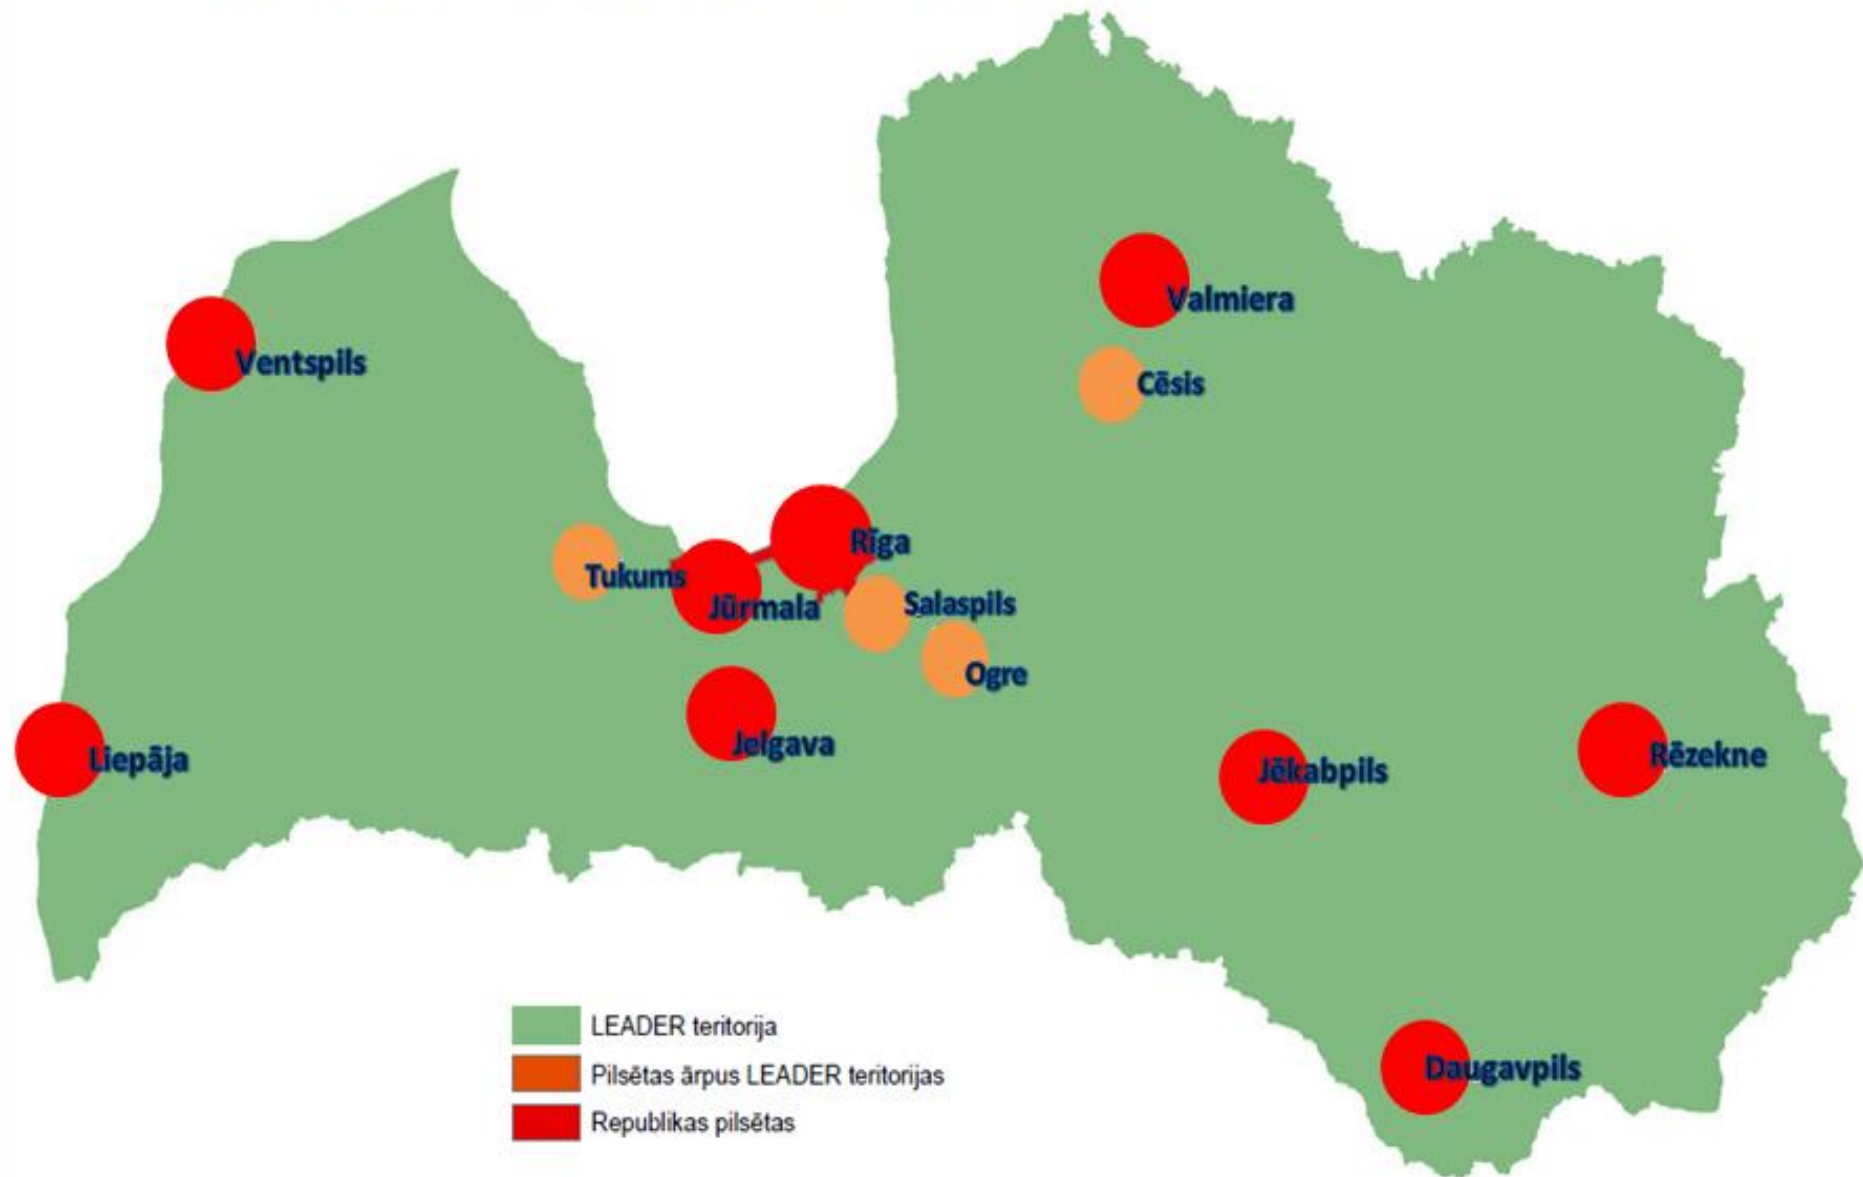 Valmiera
Ventspils
Cēsis
Rīga
Tukums
Jūrmala
Salaspils
Ogre
Jelgava
Liepāja
Jēkabpils
Rēzekne
Daugavpils
LEADER teritorija
Pilsētas ārpus LEADER teritorijas
Republikas pilsētas